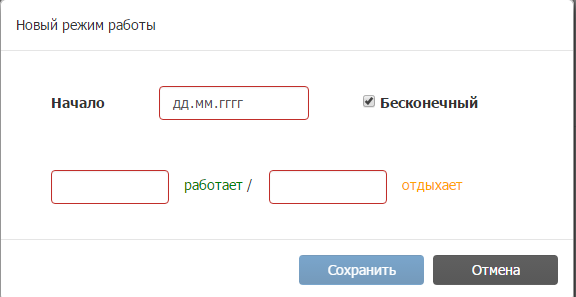 Новый режим работы
Начало дд.мм.гггг Бесконечный
работает / отдыхает
Сохранить Отмена